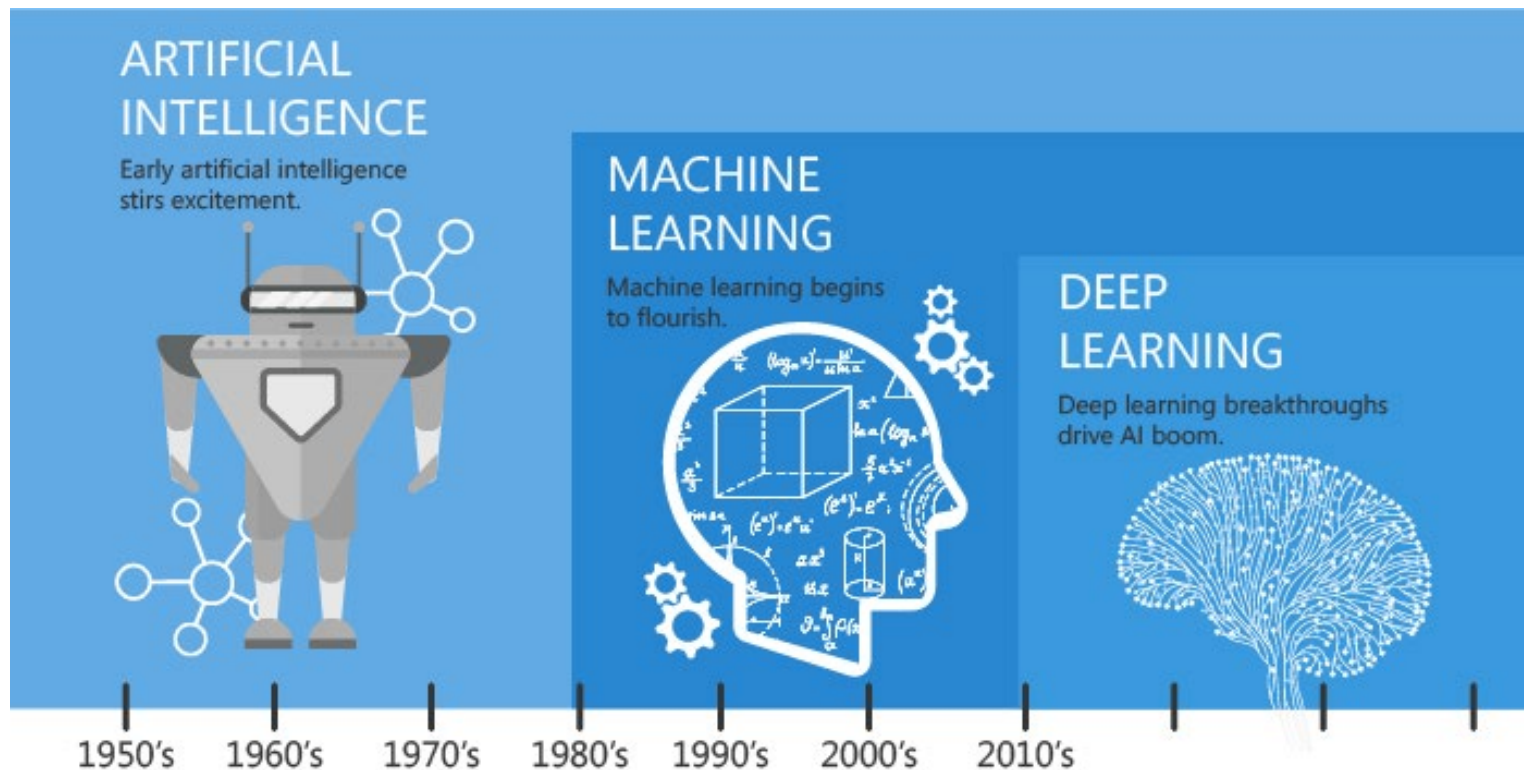 ARTIFICIAL
INTELLIGENCE
Early artificial intelligence
stirs excitement.
MACHINE
LEARNING
Machine learning begins
to flourish.
DEEP
LEARNING
Deep learning breakthroughs
drive AI boom.
1950's 1960's 1970's 1980's 1990's 2000's 2010's